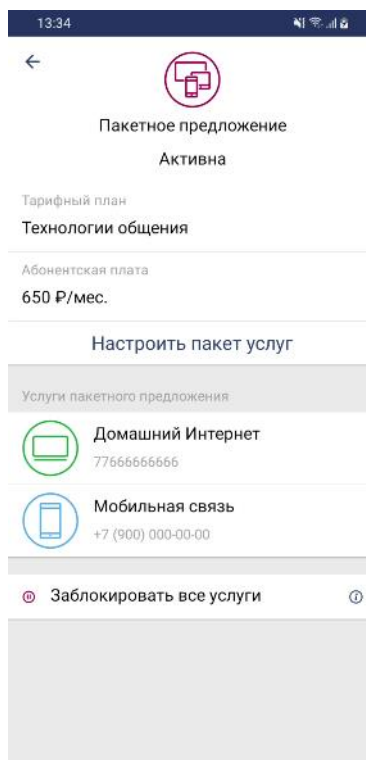 13:34
Пакетное предложение
Активна
Тарифный план
Технологии общения
Абонентская плата
650 ₽/мес.
Настроить пакет услуг
Услуги пакетного предложения
Домашний Интернет
77666666666
Мобильная связь
+7 (900) 000-00-00
Заблокировать все услуги